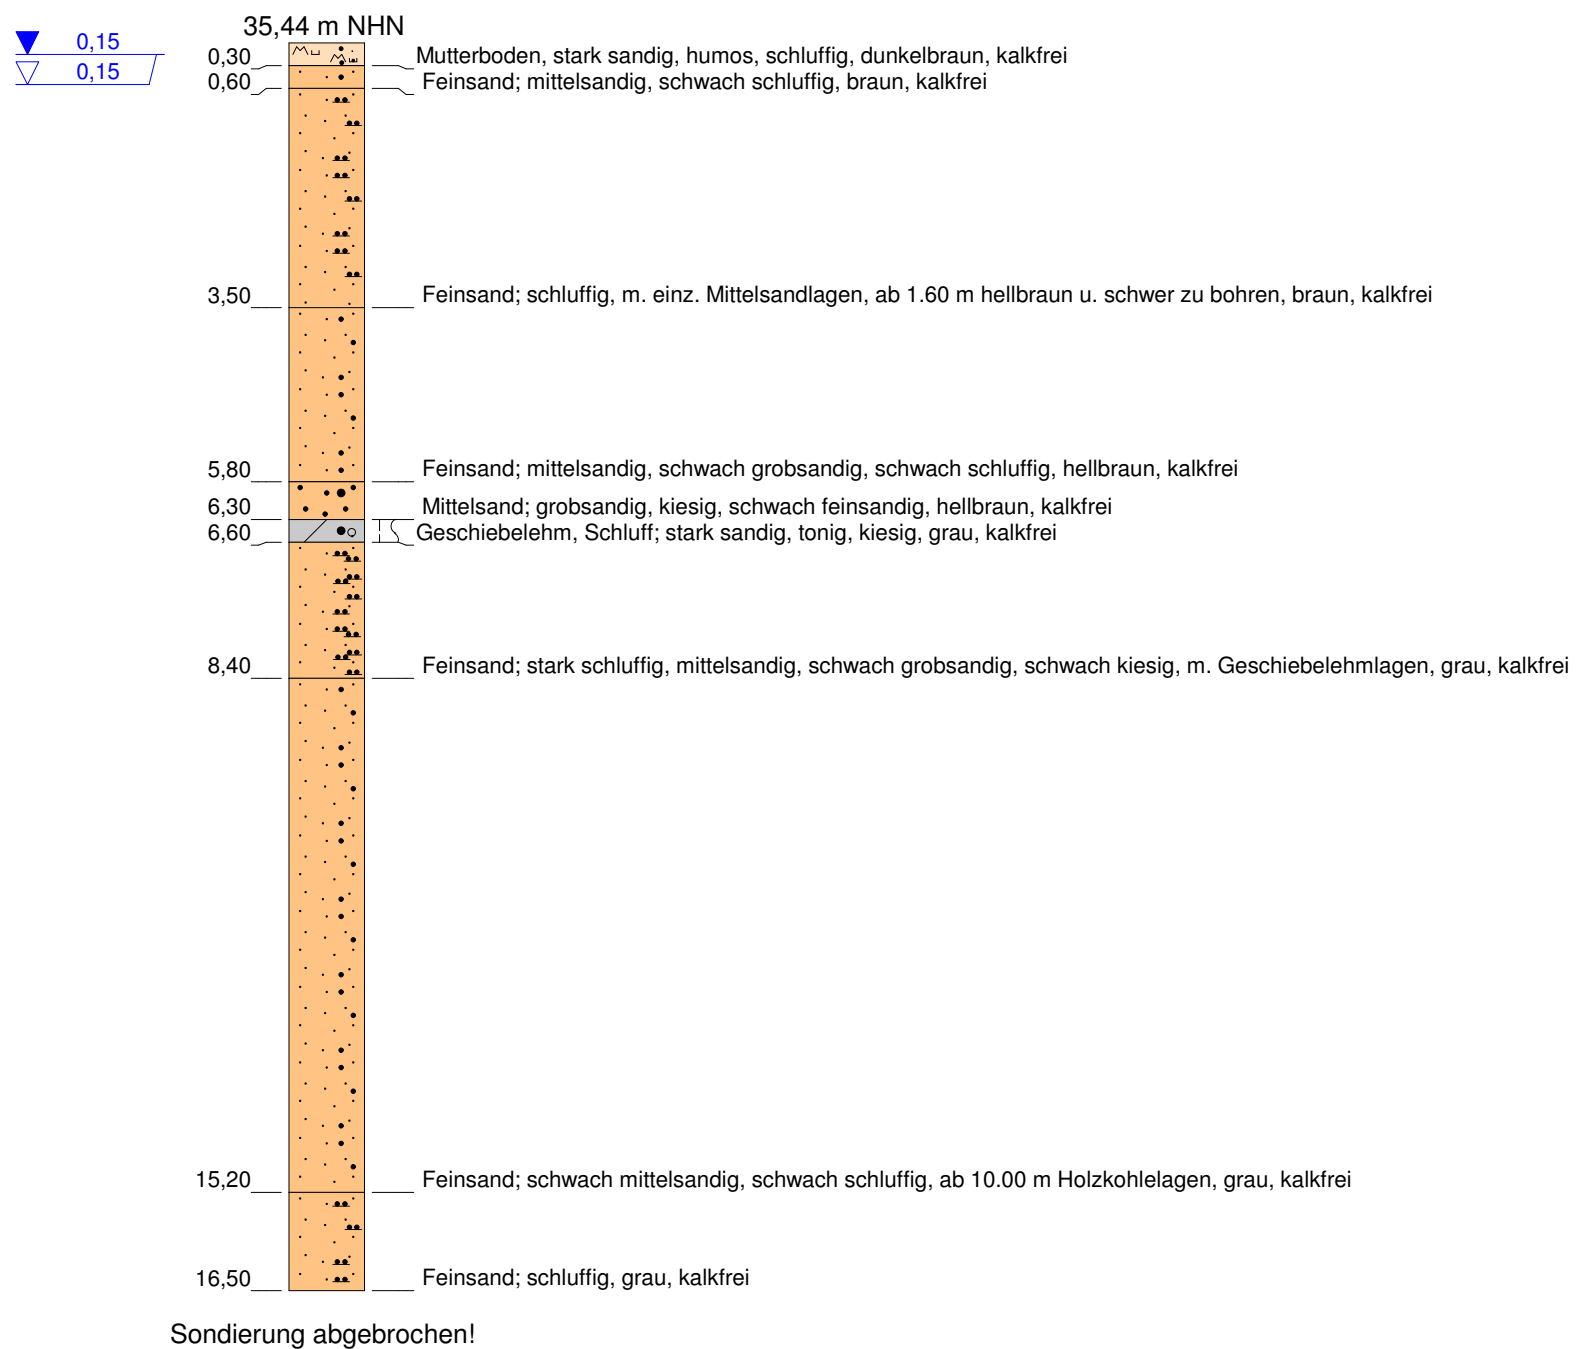 35,44 m NHN
0,15
0,15
0,30 Mutterboden, stark sandig, humos, schluffig, dunkelbraun, kalkfrei
0,60 Feinsand; mittelsandig, schwach schluffig, braun, kalkfrei
3,50 Feinsand; schluffig, m. einz. Mittelsandlagen, ab 1.60 m hellbraun u. schwer zu bohren, braun, kalkfrei
5,80 Feinsand; mittelsandig, schwach grobsandig, schwach schluffig, hellbraun, kalkfrei
6,30 Mittelsand; grobsandig, kiesig, schwach feinsandig, hellbraun, kalkfrei
6,60 Geschiebelehm, Schluff; stark sandig, tonig, kiesig, grau, kalkfrei
8,40 Feinsand; stark schluffig, mittelsandig, schwach grobsandig, schwach kiesig, m. Geschiebelehmlagen, grau, kalkfrei
15,20 Feinsand; schwach mittelsandig, schwach schluffig, ab 10.00 m Holzkohlelagen, grau, kalkfrei
16,50 Feinsand; schluffig, grau, kalkfrei
Sondierung abgebrochen!